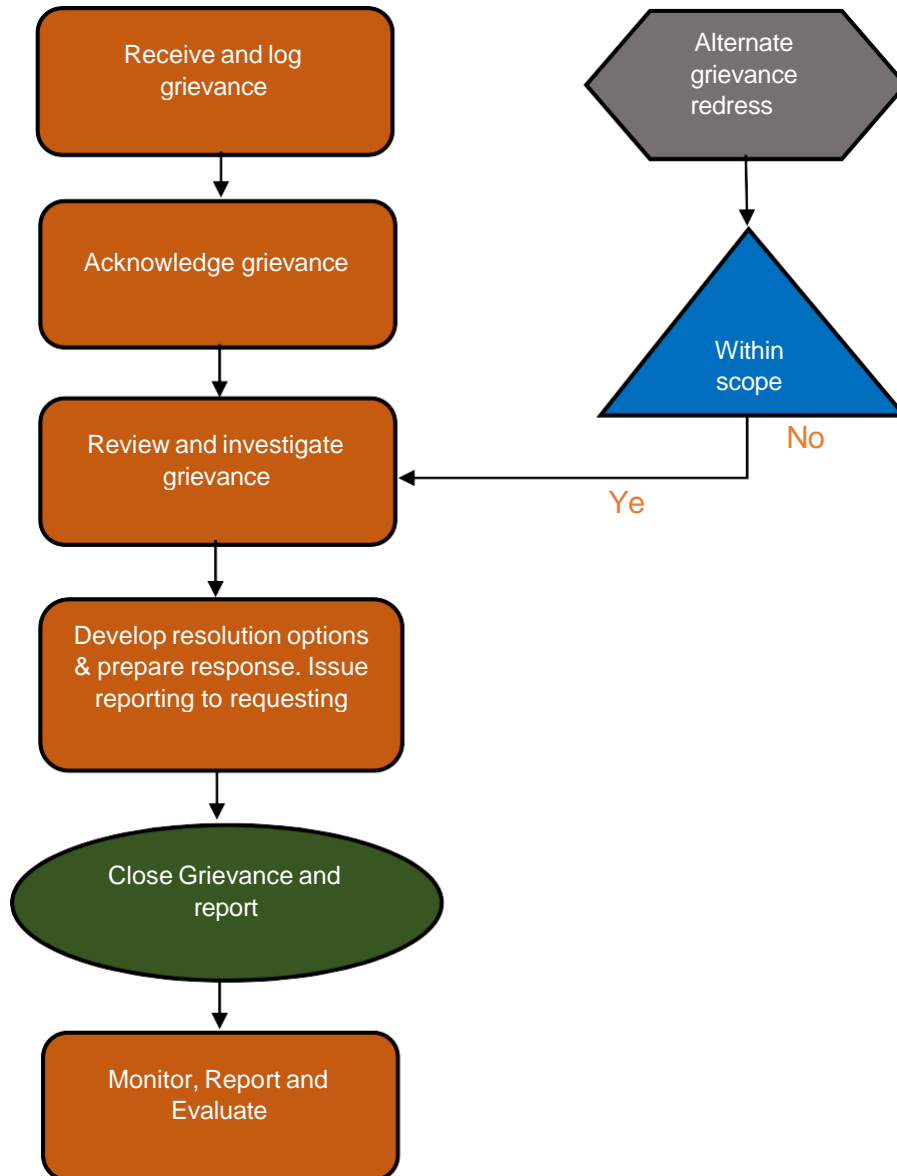 Receive and log
grievance
Alternate
grievance
redress
Acknowledge grievance
Within
scope
No
Ye
Review and investigate
grievance
Develop resolution options
& prepare response. Issue
reporting to requesting
Close Grievance and
report
Monitor, Report and
Evaluate